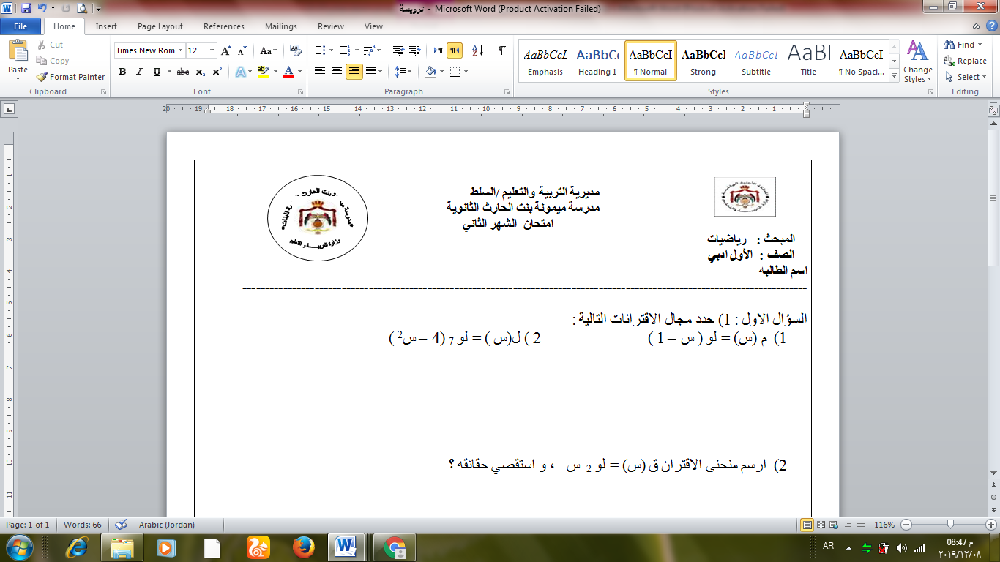 ترويسة - Microsoft Word (Product Activation Failed)
File Home Insert Page Layout References Mailings Review View
Paste
Cut
Copy
Format Painter
Clipboard
Times New Rom 12
Font
Paragraph
AaBbCcI AaBbCc AaBbCcI AaBbCcI AaBbCcI AaBI AaBbCcI
Emphasis Heading 1 ¶ Normal Strong Subtitle Title ¶ No Spaci...
Styles
Change Styles
Find
Replace
Select
Editing
20 19 18 17 16 15 14 13 12 11 10 9 8 7 6 5 4 3 2 1
مديرية التربية والتعليم /السلط
مدرسة ميمونة بنت الحارث الثانوية
امتحان الشهر الثاني
المبحث : رياضيات
الصف : الأول ادبي
اسم الطالبه
السؤال الاول : 1) حدد مجال الاقترانات التالية :
1) م (س) = لو ( س – 1 ) 2 ) ل(س ) = لو 7 (4 – س2 )
2) ارسم منحنى الاقتران ق (س) = لو 2 س ، و استقصي حقائقه ؟
Page: 1 of 1 Words: 66 Arabic (Jordan) 116%
AR
08:47 م
٢٠١٩/١٢/٠٨